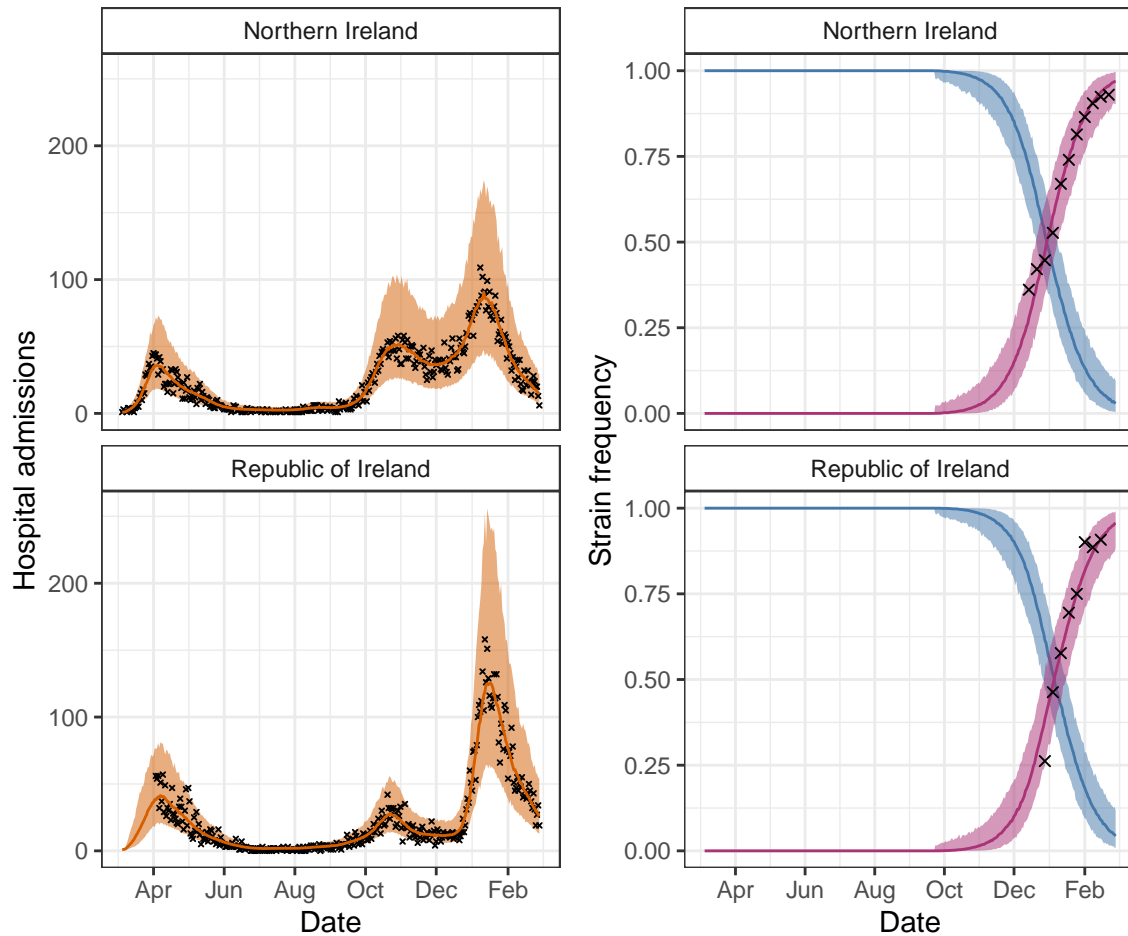 Northern Ireland
Hospital admissions
200
100
0
Republic of Ireland
200
100
0
Apr Jun Aug Oct Dec Feb
Date
Northern Ireland
Strain frequency
1.00
0.75
0.50
0.25
0.00
Republic of Ireland
1.00
0.75
0.50
0.25
0.00
Apr Jun Aug Oct Dec Feb
Date